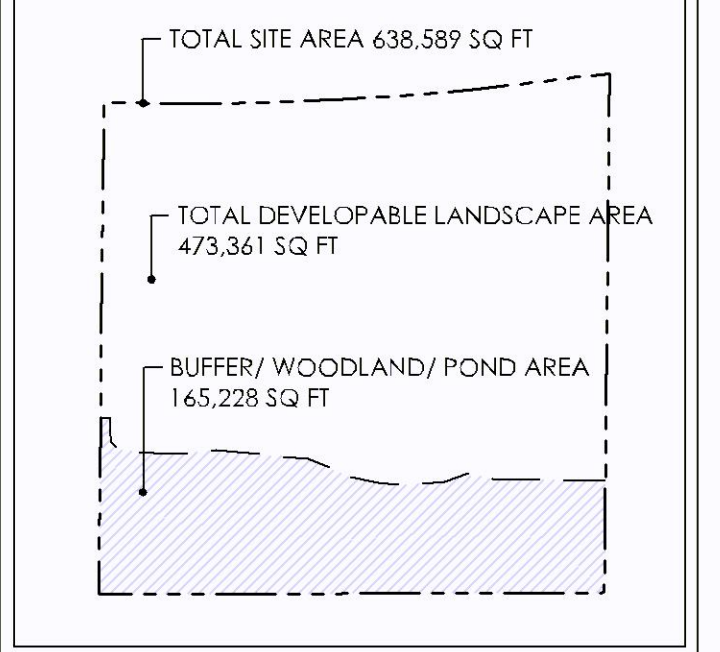 TOTAL SITE AREA 638,589 SQ FT
TOTAL DEVELOPABLE LANDSCAPE AREA
473,361 SQ FT
BUFFER/ WOODLAND/ POND AREA
165,228 SQ FT